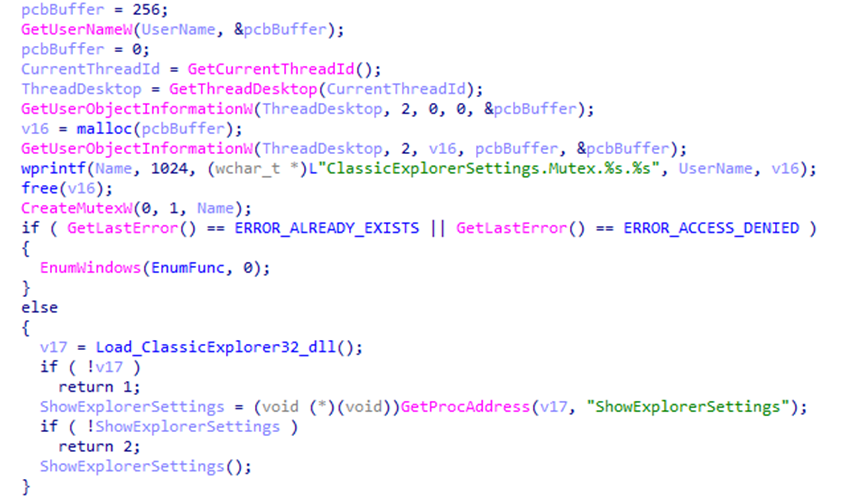 pcbBuffer = 256;
GetUserNameW(UserName, &pcbBuffer);
pcbBuffer = 0;
CurrentThreadId = GetCurrentThreadId();
ThreadDesktop = GetThreadDesktop(CurrentThreadId);
GetUserObjectInformationW(ThreadDesktop, 2, 0, 0, &pcbBuffer);
v16 = malloc(pcbBuffer);
GetUserObjectInformationW(ThreadDesktop, 2, v16, pcbBuffer, &pcbBuffer);
wprintf(Name, 1024, (wchar_t *)L"ClassicExplorerSettings.Mutex.%s.%s", UserName, v16);
free(v16);
CreateMutexW(0, 1, Name);
if ( GetLastError() == ERROR_ALREADY_EXISTS || GetLastError() == ERROR_ACCESS_DENIED )
{
  EnumWindows(EnumFunc, 0);
}
else
{
  v17 = Load_ClassicExplorer32_dll();
  if ( !v17 )
    return 1;
  ShowExplorerSettings = (void (*)(void))GetProcAddress(v17, "ShowExplorerSettings");
  if ( !ShowExplorerSettings )
    return 2;
  ShowExplorerSettings();
}